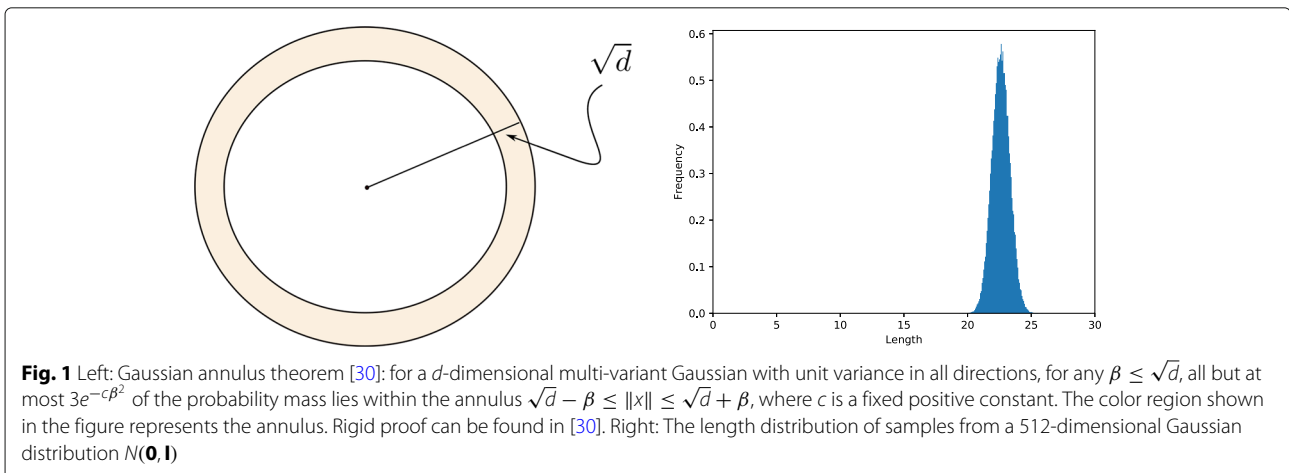 √d
0.6
0.5
0.4
0.3
0.2
0.1
0.0
Frequency
0
5
10
15
20
25
30
Length
Fig. 1 Left: Gaussian annulus theorem [30]: for a d-dimensional multi-variant Gaussian with unit variance in all directions, for any β ≤ √d, all but at
most 3e^{−cβ²} of the probability mass lies within the annulus √d − β ≤ ‖x‖ ≤ √d + β, where c is a fixed positive constant. The color region shown
in the figure represents the annulus. Rigid proof can be found in [30]. Right: The length distribution of samples from a 512-dimensional Gaussian
distribution N(0, I)